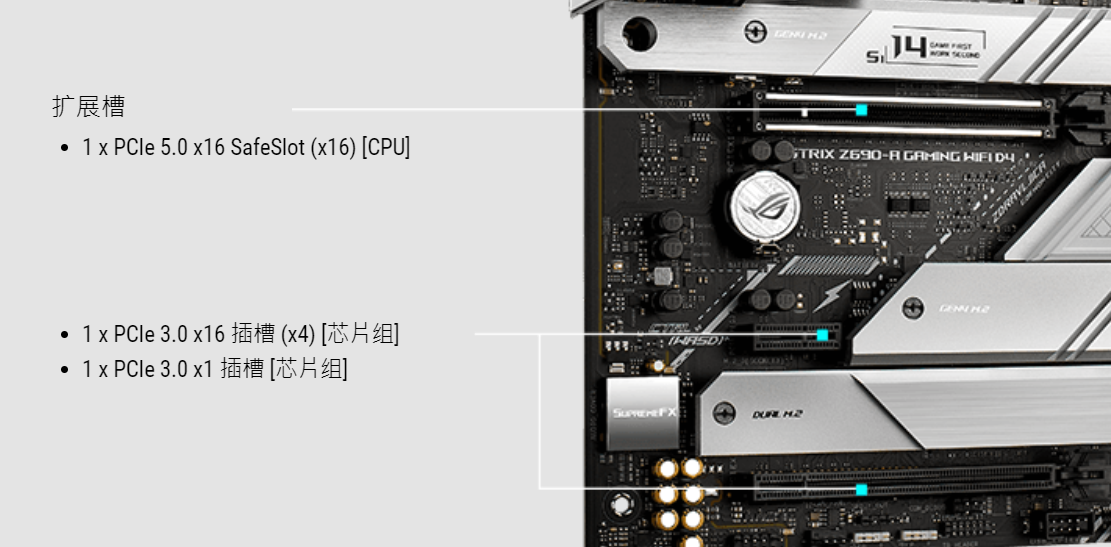 扩展槽
• 1 x PCIe 5.0 x16 SafeSlot (x16) [CPU]
• 1 x PCIe 3.0 x16 插槽 (x4) [芯片组]
• 1 x PCIe 3.0 x1 插槽 [芯片组]
GEN4 M.2
14
GAME FIRST
WORK SECOND
STRIX Z690-A GAMING WIFI D4
GEN4 M.2
(WASD)
SUPREMEFX
DUAL M.2